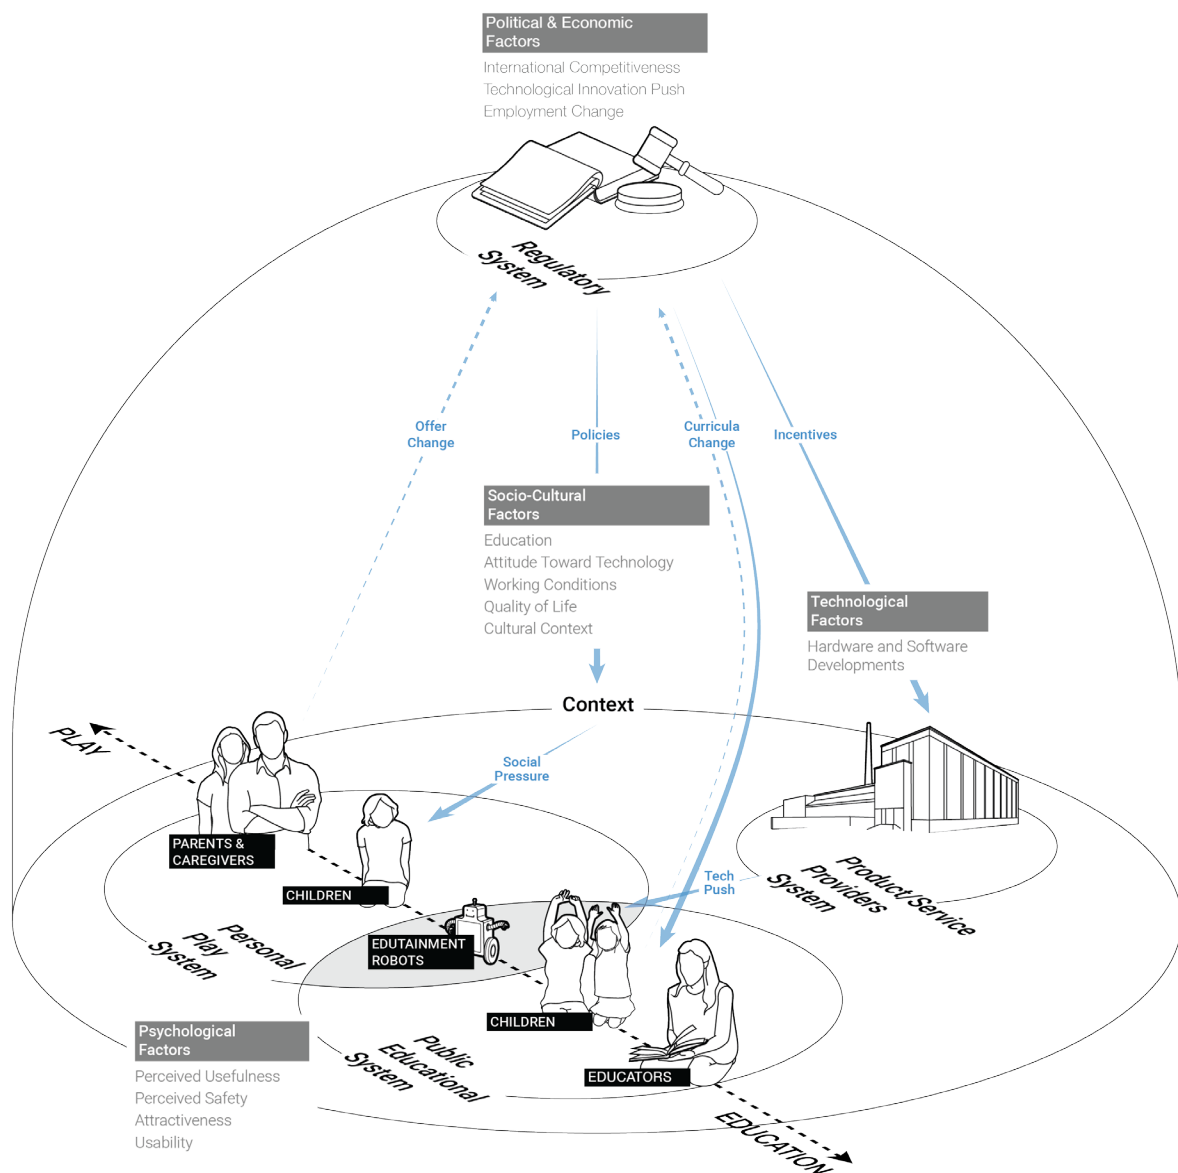 Political & Economic
Factors
International Competitiveness
Technological Innovation Push
Employment Change
Regulatory
System
Offer
Change
Policies
Curricula
Change
Incentives
Socio-Cultural
Factors
Education
Attitude Toward Technology
Working Conditions
Quality of Life
Cultural Context
Technological
Factors
Hardware and Software
Developments
Context
PLAY
Social
Pressure
PARENTS &
CAREGIVERS
CHILDREN
Tech
Push
Product/Service
Providers
System
Personal
Play
System
EDUTAINMENT
ROBOTS
CHILDREN
Public
Educational
System
EDUCATORS
Psychological
Factors
Perceived Usefulness
Perceived Safety
Attractiveness
Usability
EDUCATION